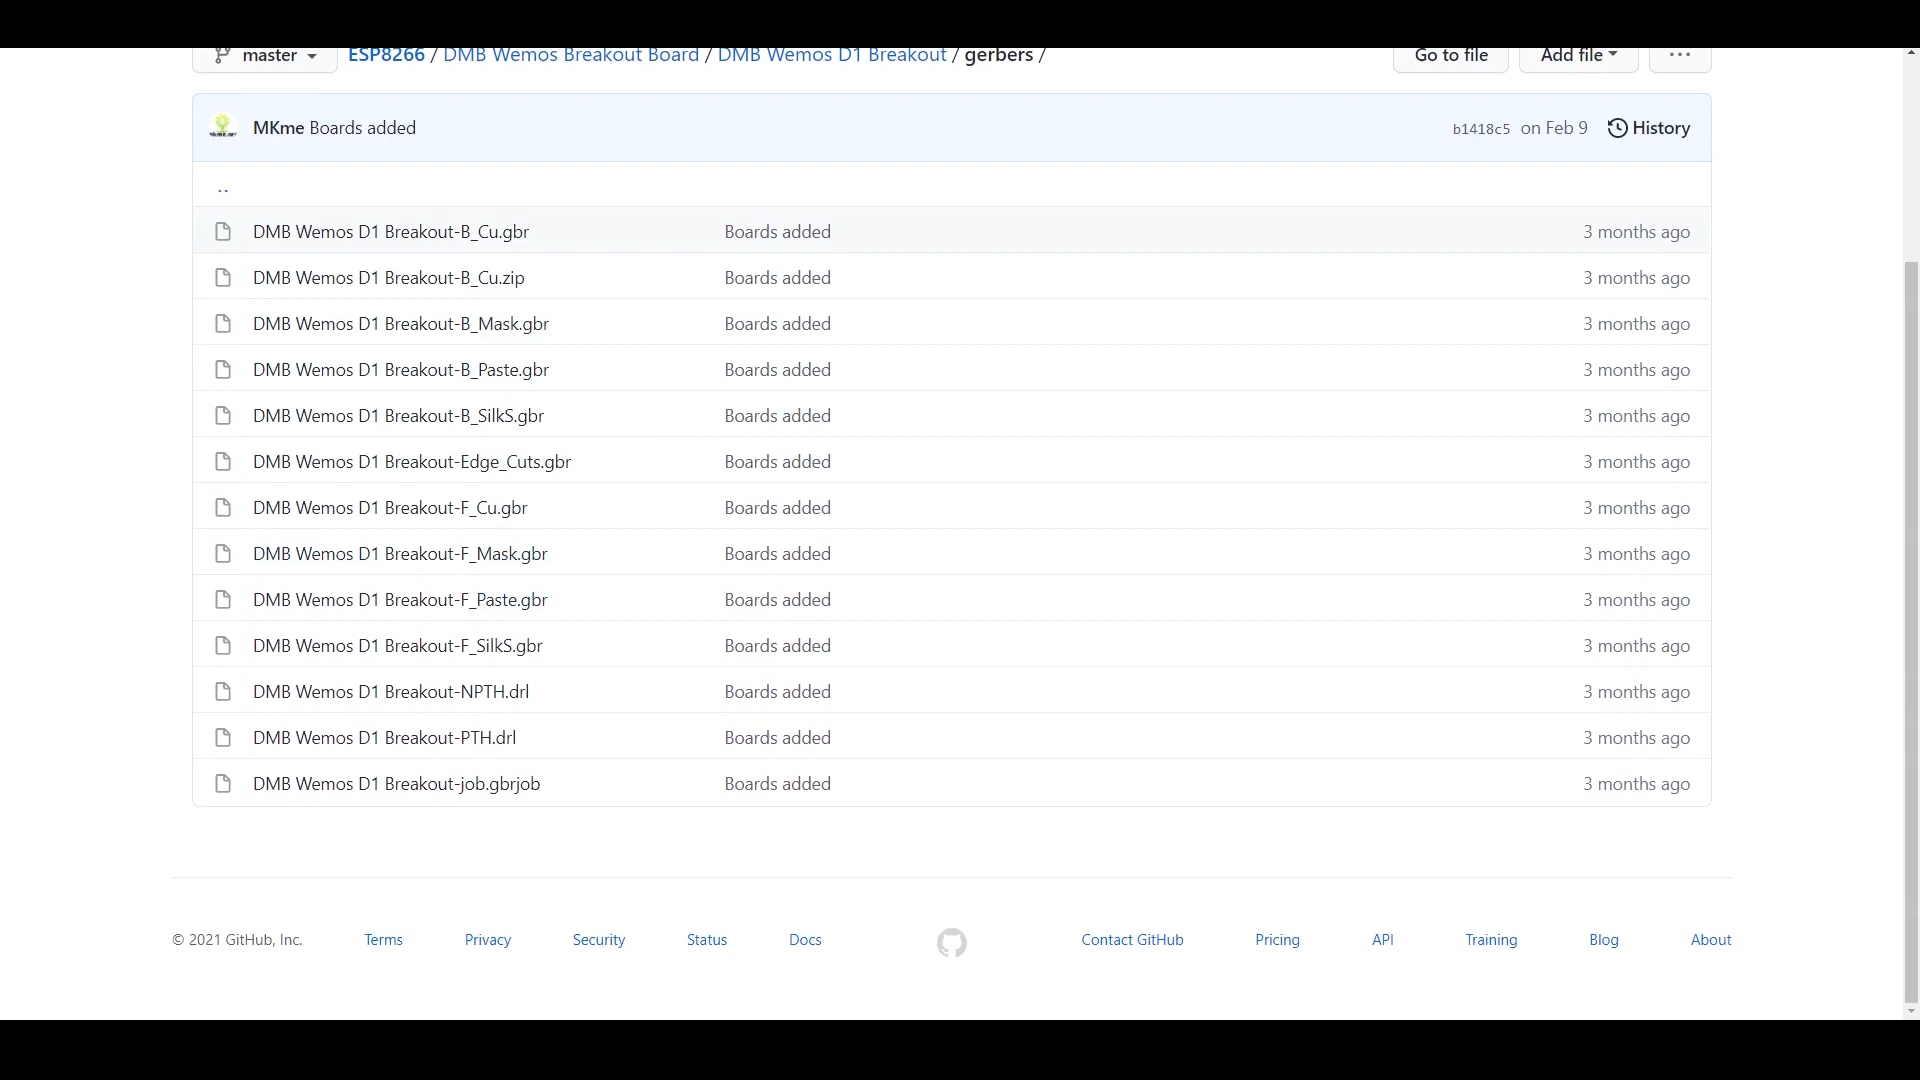 master ESP8266 / DMB Wemos Breakout Board / DMB Wemos D1 Breakout / gerbers / Go to file Add file ...
MKme Boards added b1418c5 on Feb 9 History
..
DMB Wemos D1 Breakout-B_Cu.gbr Boards added 3 months ago
DMB Wemos D1 Breakout-B_Cu.zip Boards added 3 months ago
DMB Wemos D1 Breakout-B_Mask.gbr Boards added 3 months ago
DMB Wemos D1 Breakout-B_Paste.gbr Boards added 3 months ago
DMB Wemos D1 Breakout-B_SilkS.gbr Boards added 3 months ago
DMB Wemos D1 Breakout-Edge_Cuts.gbr Boards added 3 months ago
DMB Wemos D1 Breakout-F_Cu.gbr Boards added 3 months ago
DMB Wemos D1 Breakout-F_Mask.gbr Boards added 3 months ago
DMB Wemos D1 Breakout-F_Paste.gbr Boards added 3 months ago
DMB Wemos D1 Breakout-F_SilkS.gbr Boards added 3 months ago
DMB Wemos D1 Breakout-NPTH.drl Boards added 3 months ago
DMB Wemos D1 Breakout-PTH.drl Boards added 3 months ago
DMB Wemos D1 Breakout-job.gbrjob Boards added 3 months ago
© 2021 GitHub, Inc. Terms Privacy Security Status Docs Contact GitHub Pricing API Training Blog About